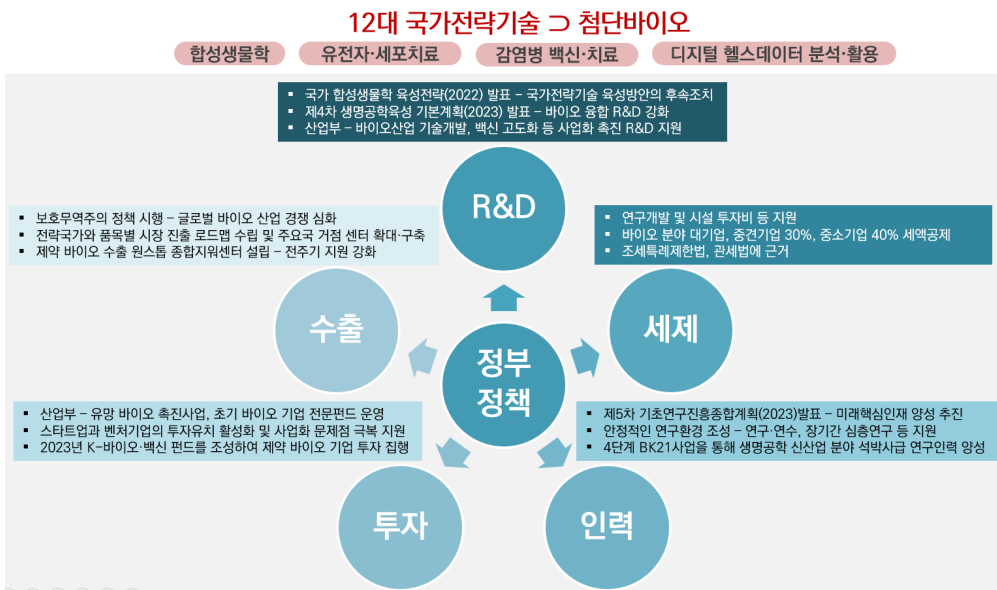 12대 국가전략기술 ⊃ 첨단바이오
합성생물학
유전자·세포치료
감염병 백신·치료
디지털 헬스데이터 분석·활용
▪ 국가 합성생물학 육성전략(2022) 발표 – 국가전략기술 육성방안의 후속조치
▪ 제4차 생명공학육성 기본계획(2023) 발표 – 바이오 융합 R&D 강화
▪ 산업부 – 바이오산업 기술개발, 백신 고도화 등 사업화 촉진 R&D 지원
R&D
▪ 보호무역주의 정책 시행 – 글로벌 바이오 산업 경쟁 심화
▪ 전략국가와 품목별 시장 진출 로드맵 수립 및 주요국 거점 센터 확대·구축
▪ 제약 바이오 수출 원스톱 종합지원센터 설립 – 전주기 지원 강화
수출
▪ 연구개발 및 시설 투자비 등 지원
▪ 바이오 분야 대기업, 중견기업 30%, 중소기업 40% 세액공제
▪ 조세특례제한법, 관세법에 근거
세제
정부
정책
▪ 산업부 – 유망 바이오 촉진사업, 초기 바이오 기업 전문펀드 운영
▪ 스타트업과 벤처기업의 투자유치 활성화 및 사업화 문제점 극복 지원
▪ 2023년 K-바이오·백신 펀드를 조성하여 제약 바이오 기업 투자 집행
투자
▪ 제5차 기초연구진흥종합계획(2023)발표 – 미래핵심인재 양성 추진
▪ 안정적인 연구환경 조성 – 연구·연수, 장기간 심층연구 등 지원
▪ 4단계 BK21사업을 통해 생명공학 신산업 분야 석박사급 연구인력 양성
인력